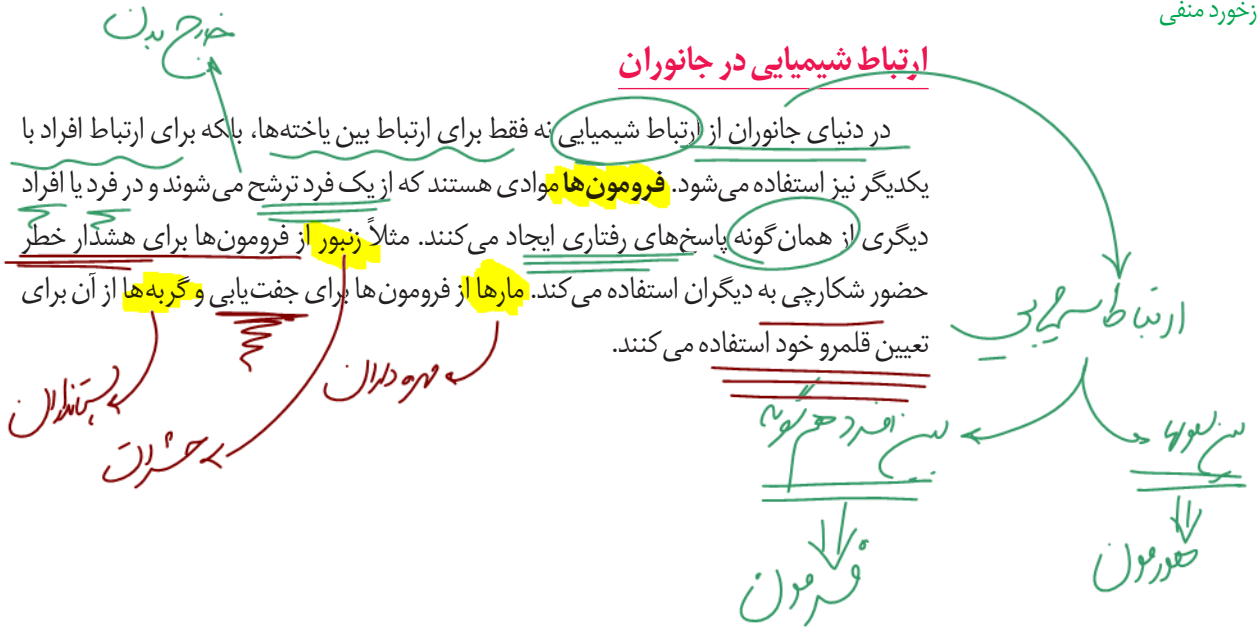 زخورد منفی
خارج بدن
ارتباط شیمیایی در جانوران
در دنیای جانوران از ارتباط شیمیایی نه فقط برای ارتباط بین یاخته‌ها، بلکه برای ارتباط افراد با
یکدیگر نیز استفاده می‌شود. فرومون‌ها موادی هستند که از یک فرد ترشح می‌شوند و در فرد یا افراد
دیگری از همان گونه پاسخ‌های رفتاری ایجاد می‌کنند. مثلاً زنبور از فرومون‌ها برای هشدار خطر
حضور شکارچی به دیگران استفاده می‌کند. مارها از فرومون‌ها برای جفت‌یابی و گربه‌ها از آن برای
تعیین قلمرو خود استفاده می‌کنند.
ارتباط شیمیایی
مهره داران
پستانداران
حشرات
بین سلولها
بین افراد هم گونه
هورمون
فرمون